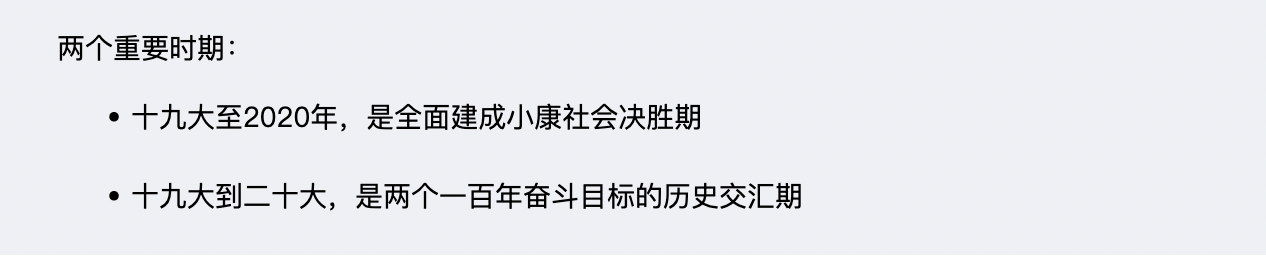 两个重要时期：
• 十九大至2020年，是全面建成小康社会决胜期
• 十九大到二十大，是两个一百年奋斗目标的历史交汇期